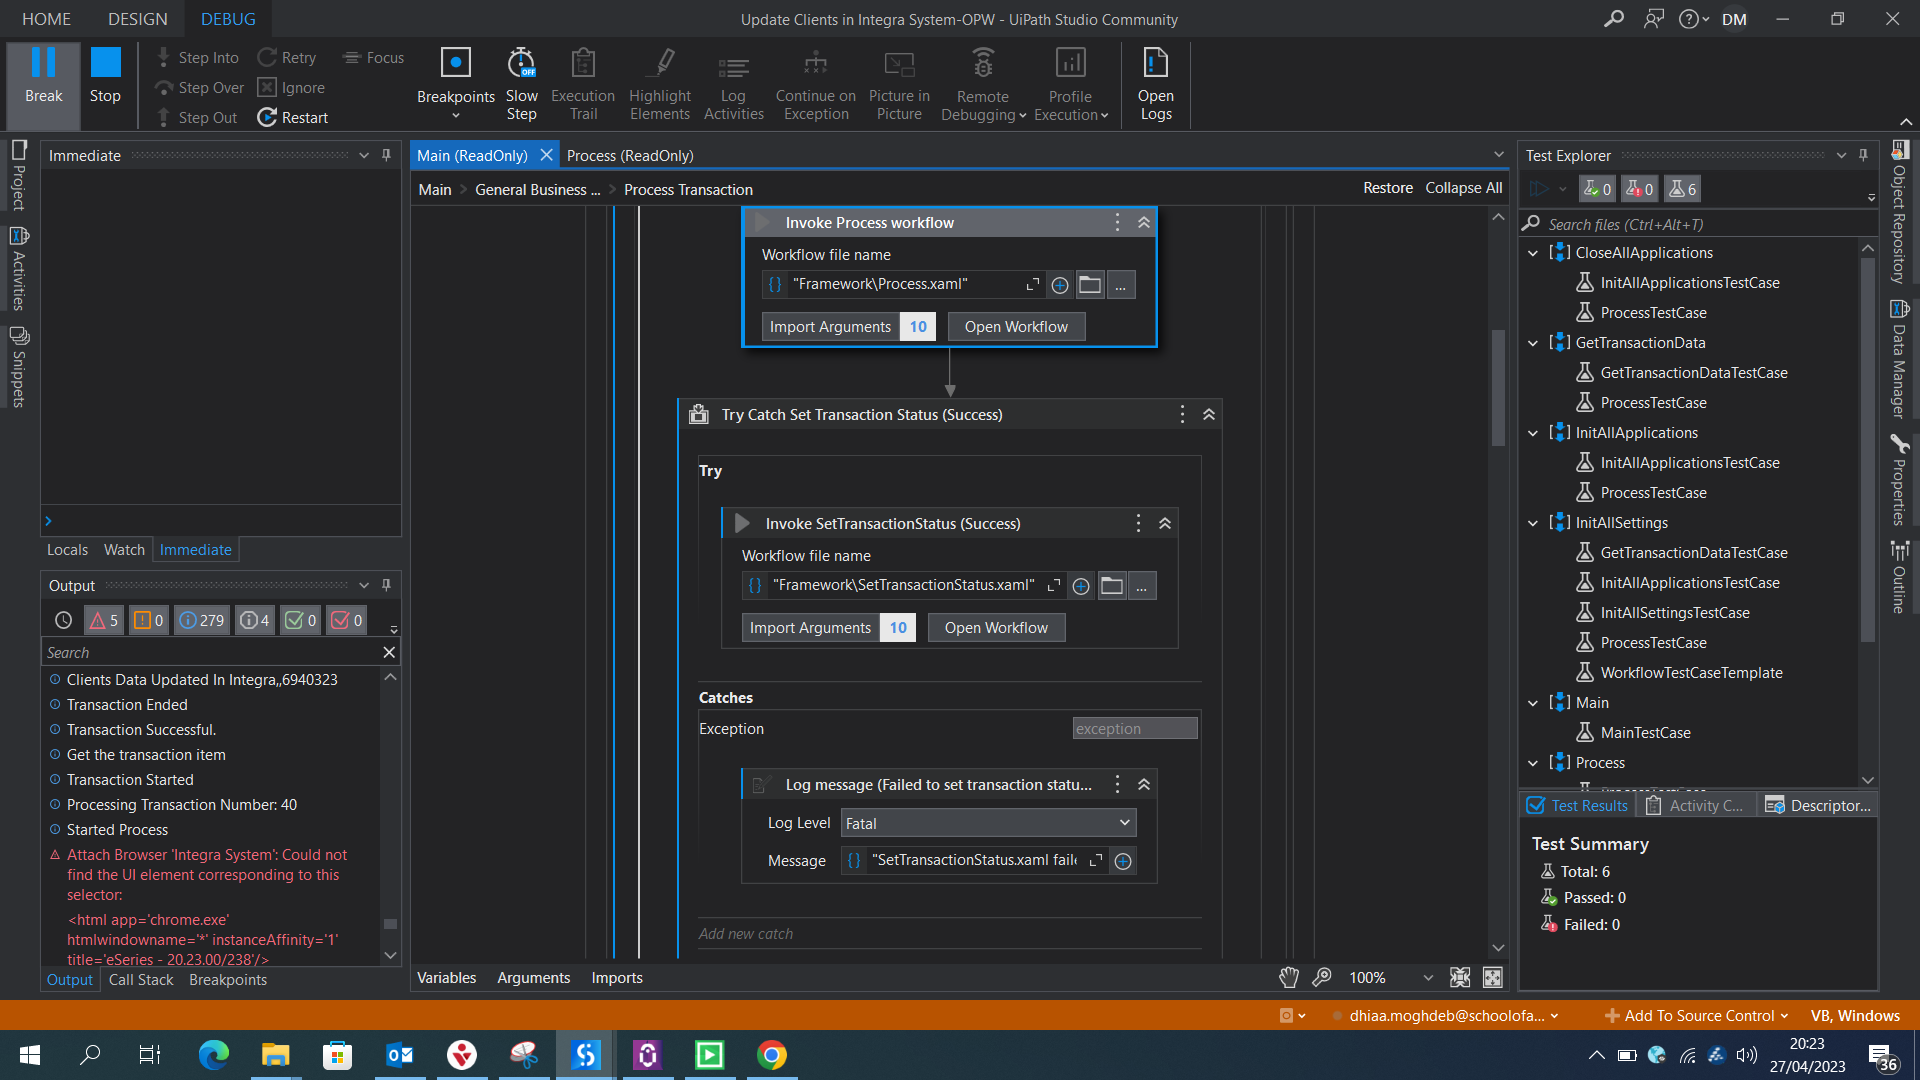 HOME DESIGN DEBUG
Update Clients in Integra System-OPW - UiPath Studio Community
DM
Break
Stop
Step Into
Step Over
Step Out
Retry
Ignore
Restart
Focus
Breakpoints
Slow
Step
OFF
Execution
Trail
Highlight
Elements
Log
Activities
Continue on
Exception
Picture in
Picture
Remote
Debugging
Profile
Execution
Open
Logs
Project
Activities
Snippets
Immediate
Locals Watch Immediate
Output
5 0 279 4 0 0
Search
Clients Data Updated In Integra,,6940323
Transaction Ended
Transaction Successful.
Get the transaction item
Transaction Started
Processing Transaction Number: 40
Started Process
Attach Browser 'Integra System': Could not
find the UI element corresponding to this
selector:
<html app='chrome.exe'
htmlwindowname='*' instanceAffinity='1'
title='eSeries - 20.23.00/238'/>
Output Call Stack Breakpoints
Main (ReadOnly) Process (ReadOnly)
Main > General Business ... > Process Transaction
Restore Collapse All
Invoke Process workflow
Workflow file name
"Framework\Process.xaml"
...
Import Arguments 10 Open Workflow
Try Catch Set Transaction Status (Success)
Try
Invoke SetTransactionStatus (Success)
Workflow file name
"Framework\SetTransactionStatus.xaml"
...
Import Arguments 10 Open Workflow
Catches
Exception exception
Log message (Failed to set transaction statu...
Log Level Fatal
Message "SetTransactionStatus.xaml faile
Add new catch
Variables Arguments Imports
100%
Test Explorer
0 0 6
Search files (Ctrl+Alt+T)
CloseAllApplications
InitAllApplicationsTestCase
ProcessTestCase
GetTransactionData
GetTransactionDataTestCase
ProcessTestCase
InitAllApplications
InitAllApplicationsTestCase
ProcessTestCase
InitAllSettings
GetTransactionDataTestCase
InitAllApplicationsTestCase
InitAllSettingsTestCase
ProcessTestCase
WorkflowTestCaseTemplate
Main
MainTestCase
Process
Test Results Activity C... Descriptor...
Test Summary
Total: 6
Passed: 0
Failed: 0
Object Repository
Data Manager
Properties
Outline
dhiaa.moghdeb@schoolofa...
Add To Source Control
VB, Windows
20:23
27/04/2023
36